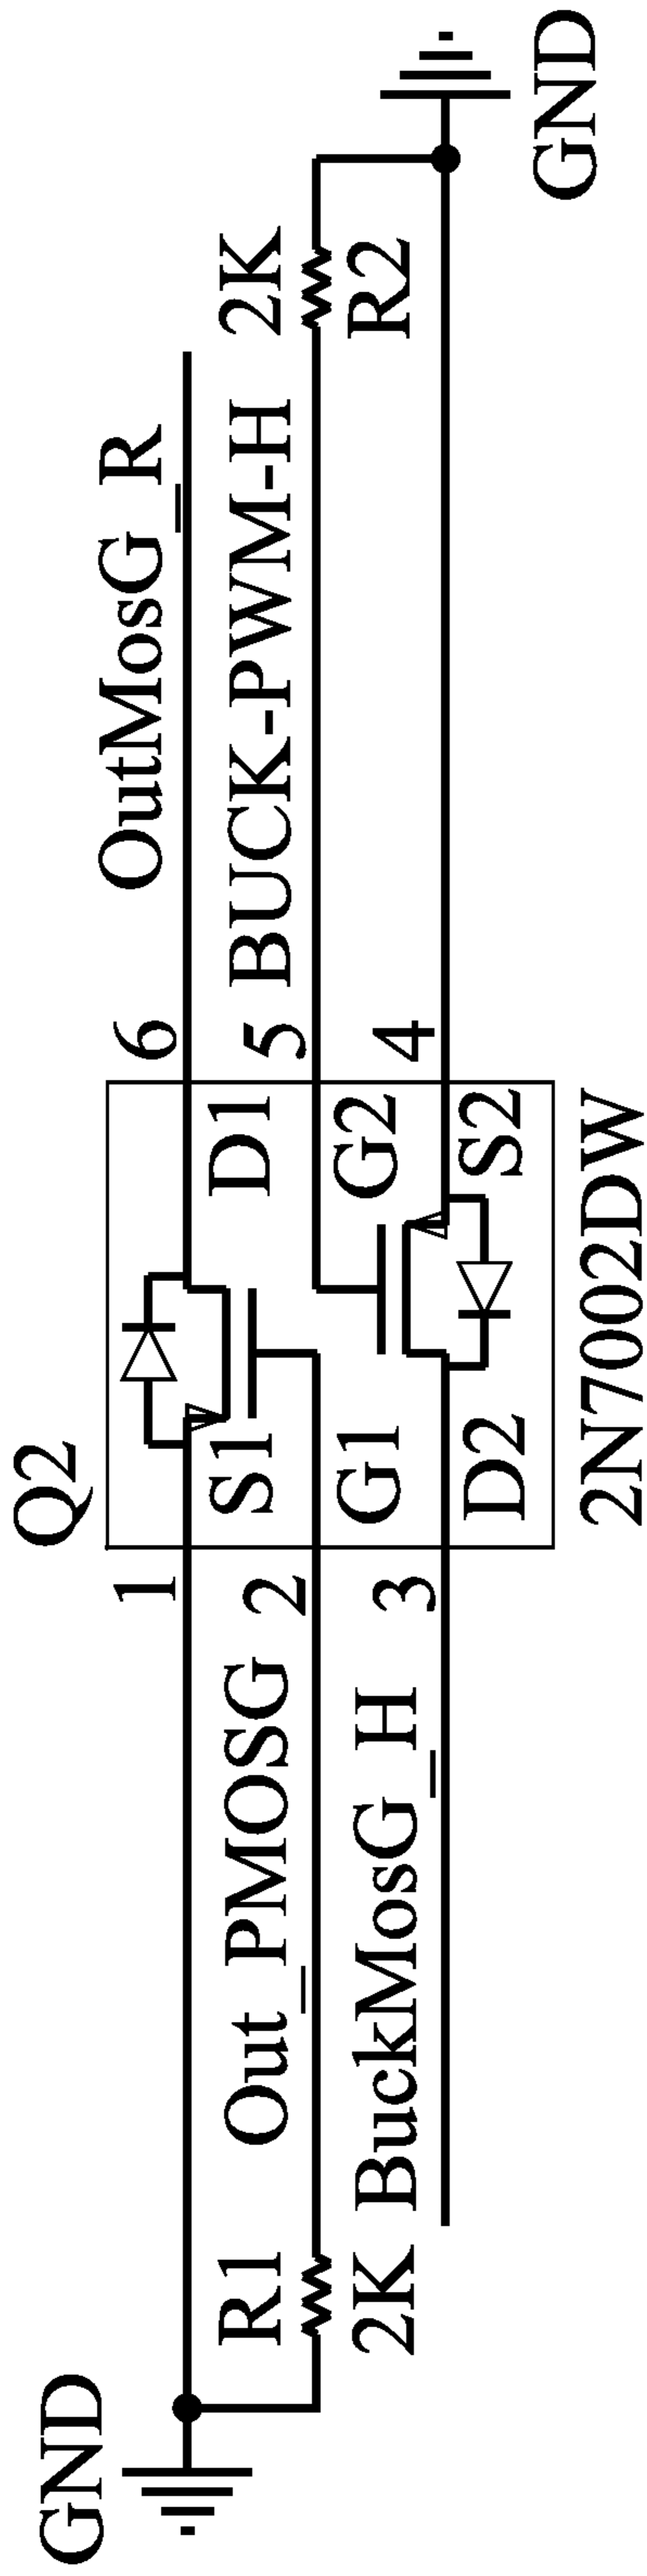 Q2
GND
1
6
OutMosG_R
S1
D1
R1
Out_PMOSG
2
5
BUCK-PWM-H
2K
G1
G2
2K
BuckMosG_H
3
4
R2
D2
S2
2N7002DW
GND